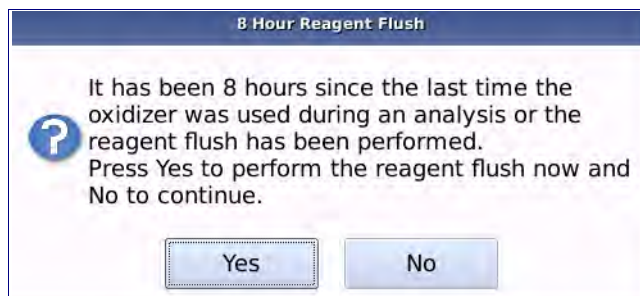 8 Hour Reagent Flush
It has been 8 hours since the last time the
oxidizer was used during an analysis or the
reagent flush has been performed.
Press Yes to perform the reagent flush now and
No to continue.
Yes No